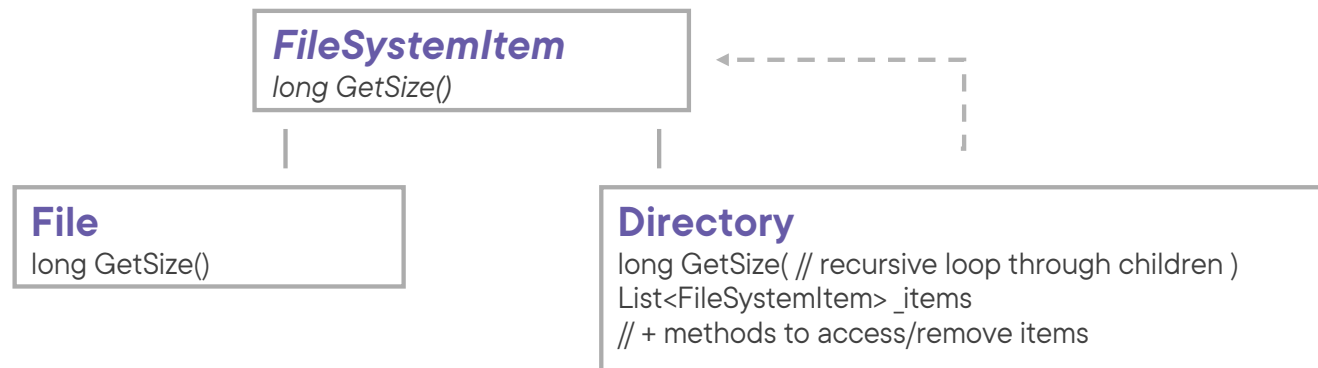 FileSystemItem
long GetSize()
File
long GetSize()
Directory
long GetSize( // recursive loop through children )
List<FileSystemItem> _items
// + methods to access/remove items